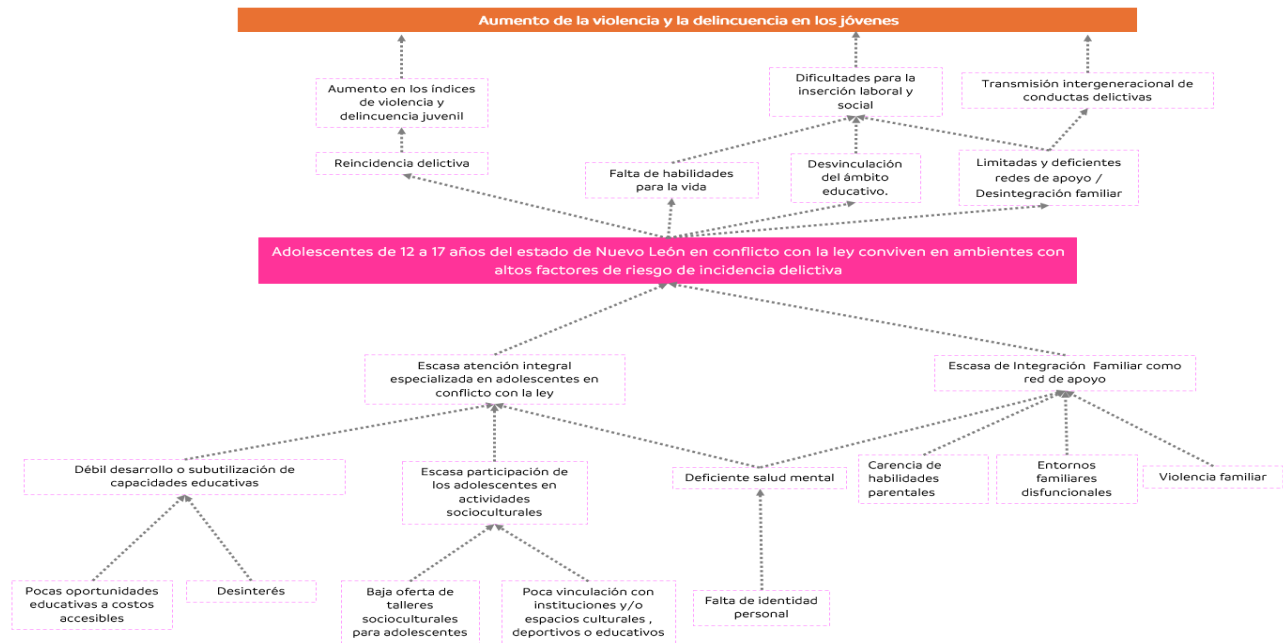 Aumento de la violencia y la delincuencia en los jóvenes
Aumento en los índices
de violencia y
delincuencia juvenil
Dificultades para la
inserción laboral y
social
Transmisión intergeneracional de
conductas delictivas
Reincidencia delictiva
Falta de habilidades
para la vida
Desvinculación
del ámbito
educativo.
Limitadas y deficientes
redes de apoyo /
Desintegración familiar
Adolescentes de 12 a 17 años del estado de Nuevo León en conflicto con la ley conviven en ambientes con
altos factores de riesgo de incidencia delictiva
Escasa atención integral
especializada en adolescentes en
conflicto con la ley
Escasa de Integración Familiar como
red de apoyo
Débil desarrollo o subutilización de
capacidades educativas
Escasa participación de
los adolescentes en
actividades
socioculturales
Deficiente salud mental
Carencia de
habilidades
parentales
Entornos
familiares
disfuncionales
Violencia familiar
Pocas oportunidades
educativas a costos
accesibles
Desinterés
Baja oferta de
talleres
socioculturales
para adolescentes
Poca vinculación con
instituciones y/o
espacios culturales ,
deportivos o educativos
Falta de identidad
personal